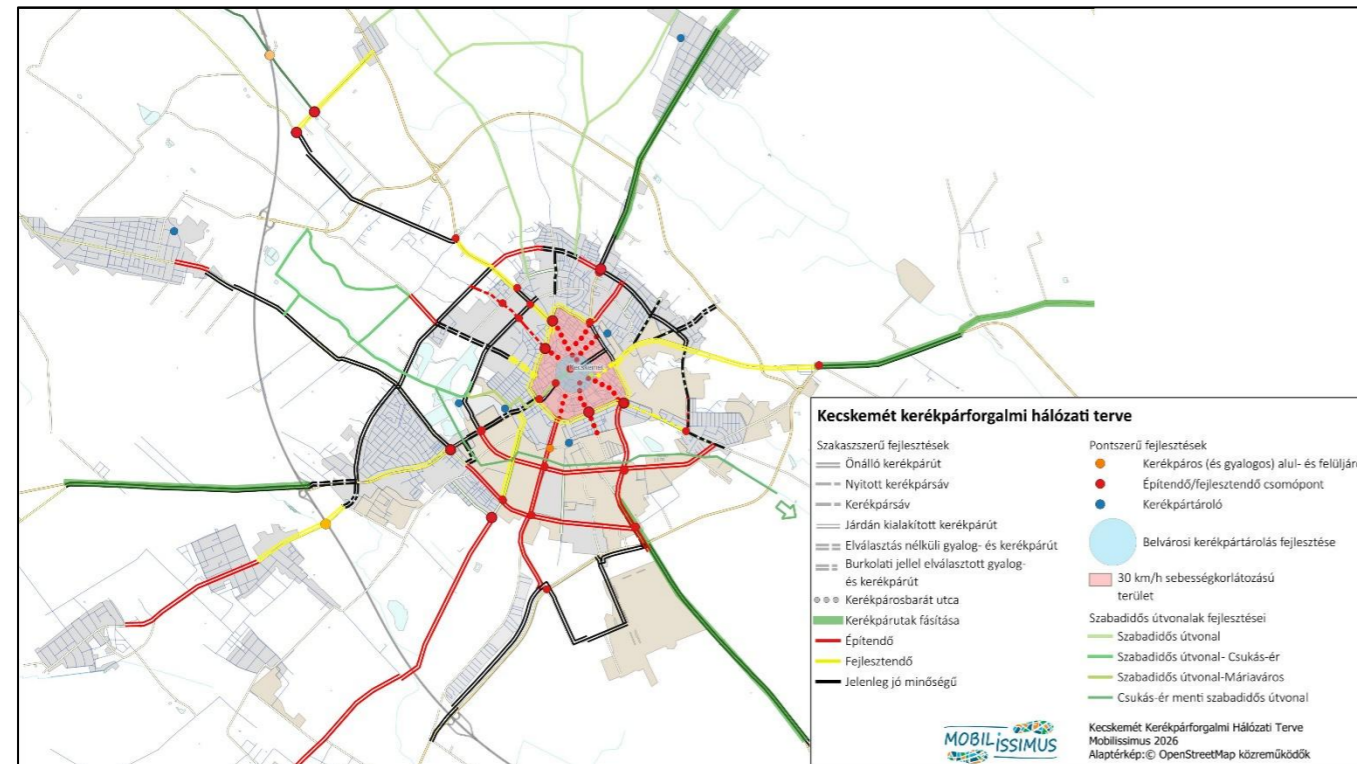 Kecskemét
Kecskemét kerékpárforgalmi hálózati terve
Szakaszszerű fejlesztések
Önálló kerékpárút
Nyitott kerékpársáv
Kerékpársáv
Járdán kialakított kerékpárút
Elválasztás nélküli gyalog- és kerékpárút
Burkolati jellel elválasztott gyalog-
és kerékpárút
Kerékpárosbarát utca
Kerékpárutak fásítása
Építendő
Fejlesztendő
Jelenleg jó minőségű
Pontszerű fejlesztések
Kerékpáros (és gyalogos) alul- és felüljáró
Építendő/fejlesztendő csomópont
Kerékpártároló
Belvárosi kerékpártárolás fejlesztése
30 km/h sebességkorlátozású
terület
Szabadidős útvonalak fejlesztései
Szabadidős útvonal
Szabadidős útvonal- Csukás-ér
Szabadidős útvonal-Máriaváros
Csukás-ér menti szabadidős útvonal
MOBILISSIMUS
Kecskemét Kerékpárforgalmi Hálózati Terve
Mobilissimus 2026
Alaptérkép:© OpenStreetMap közreműködők